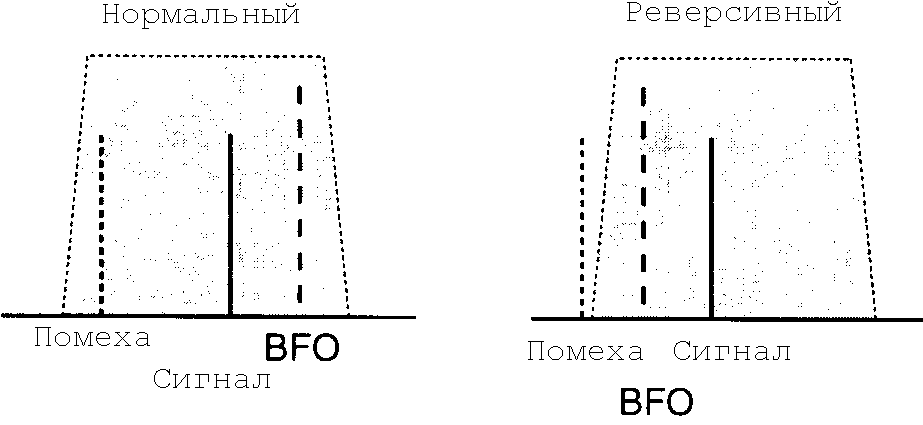 Нормальный
Помеха
BFO
Сигнал
Реверсивный
Помеха Сигнал
BFO